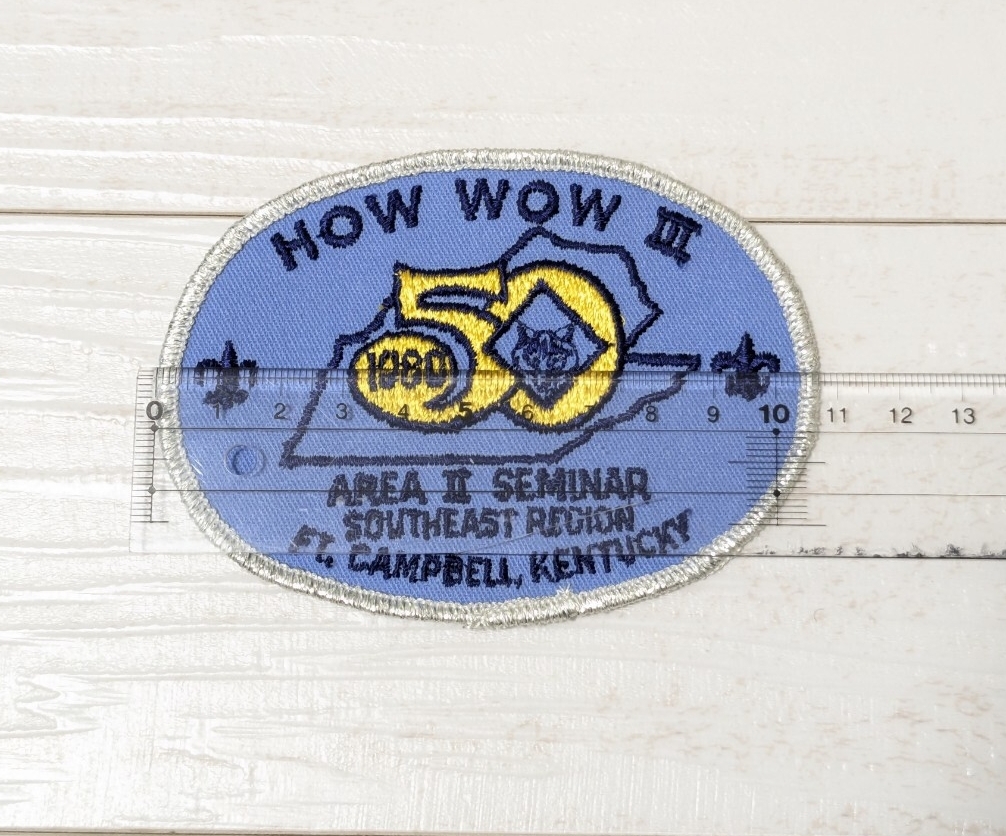 HOW WOW III
50
1980
0 1 2 3 4 5 6 8 9 10 11 12 13
AREA II SEMINAR
SOUTHEAST REGION
FT. CAMPBELL, KENTUCKY